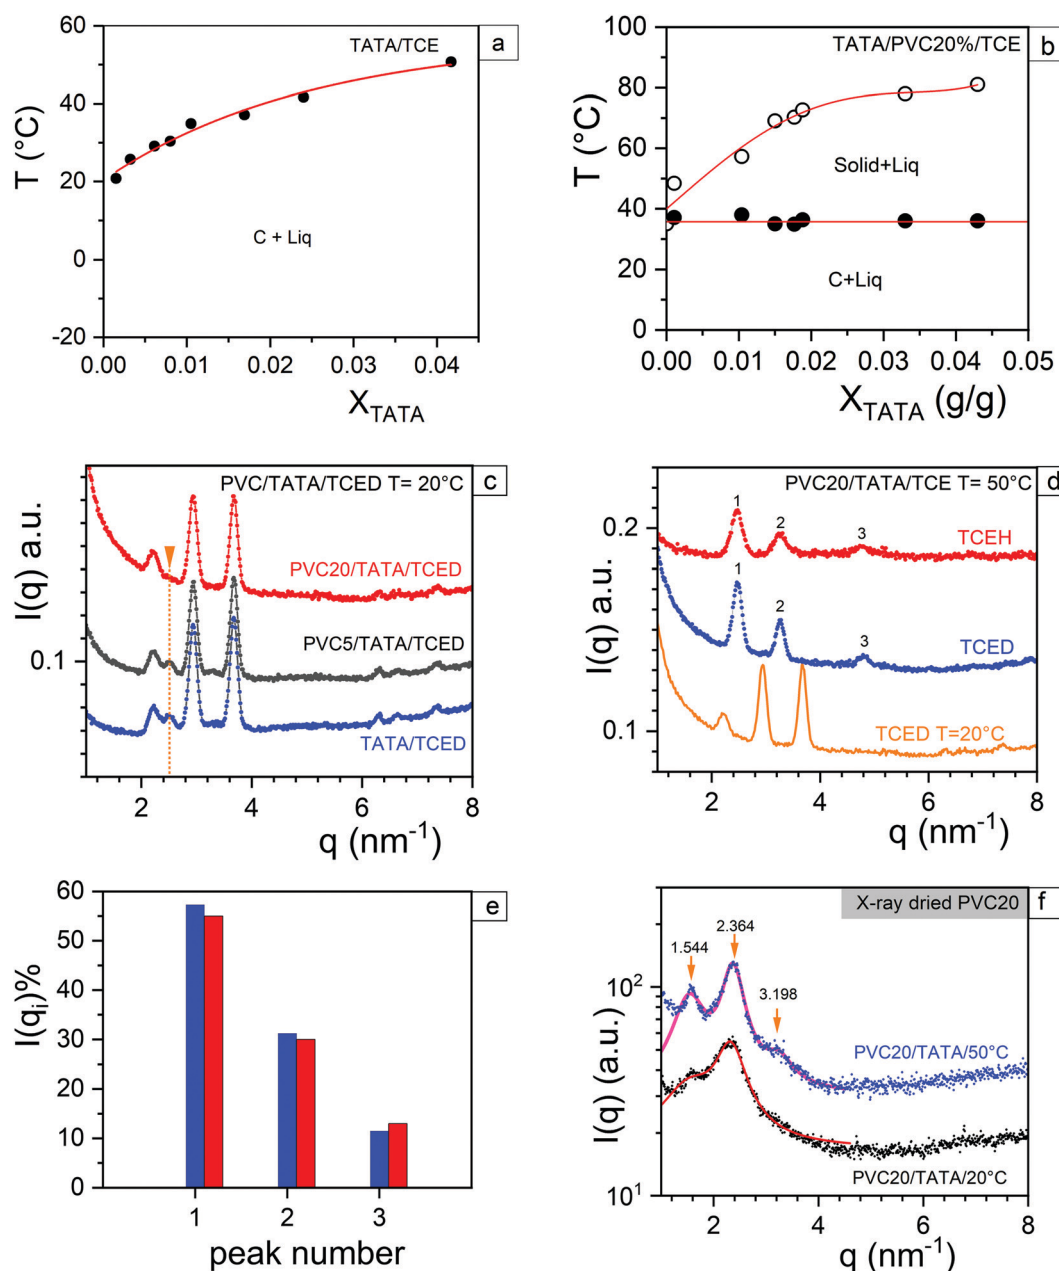 TATA/TCE
a
60
40
20
0
-20
T (°C)
C + Liq
0.00 0.01 0.02 0.03 0.04
X_TATA
TATA/PVC20%/TCE
b
100
80
60
40
20
0
T (°C)
Solid+Liq
C+Liq
0.00 0.01 0.02 0.03 0.04 0.05
X_TATA (g/g)
PVC/TATA/TCED T= 20°C
c
I(q) a.u.
0.1
PVC20/TATA/TCED
PVC5/TATA/TCED
TATA/TCED
2 4 6 8
q (nm⁻¹)
PVC20/TATA/TCE T= 50°C
d
I(q) a.u.
0.2
0.1
1
2
3
TCEH
1
2
3
TCED
TCED T=20°C
2 4 6 8
q (nm⁻¹)
e
60
50
40
30
20
10
0
I(qᵢ)%
1 2 3
peak number
X-ray dried PVC20
f
I(q) (a.u.)
10²
10¹
1.544
2.364
3.198
PVC20/TATA/50°C
PVC20/TATA/20°C
2 4 6 8
q (nm⁻¹)